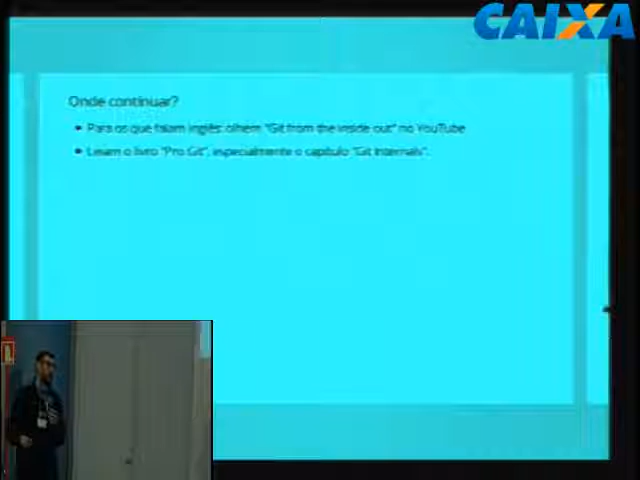 CAIXA
Onde continuar?
• Para os que falam inglês: olhem "Git from the inside out" no YouTube
• Leiam o livro "Pro Git", especialmente o capítulo "Git Internals".